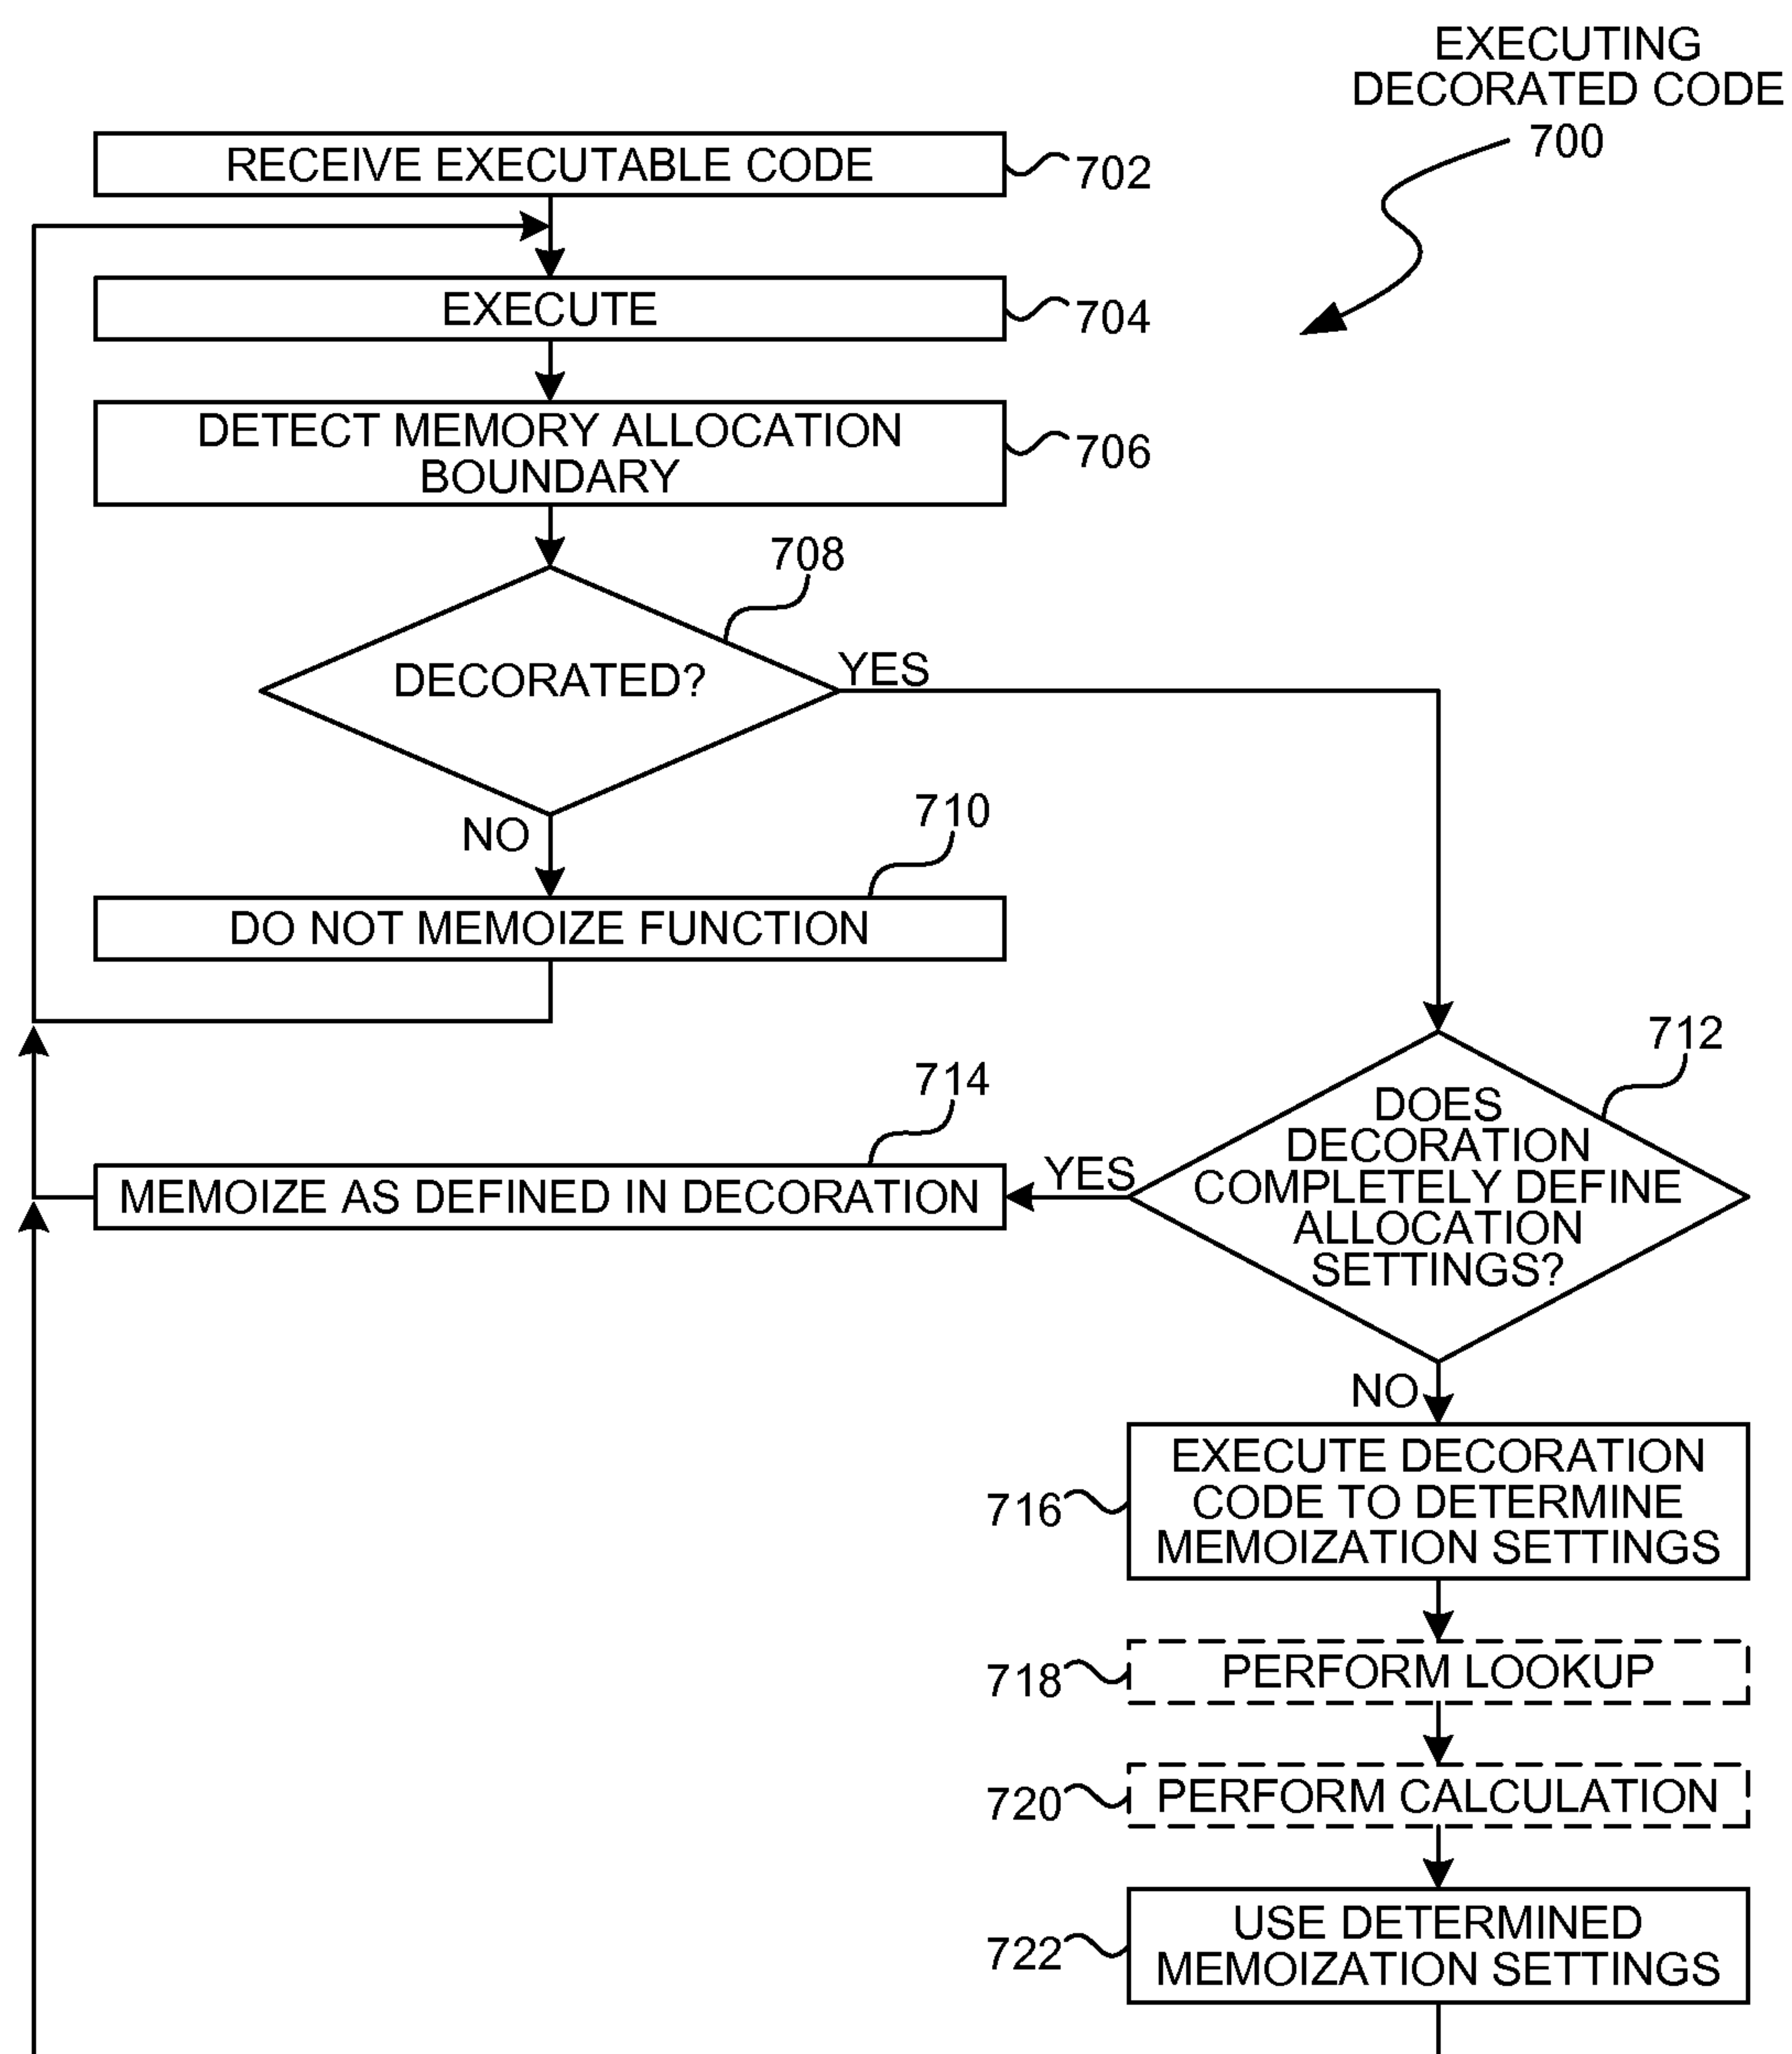 EXECUTING
DECORATED CODE
700
RECEIVE EXECUTABLE CODE
702
EXECUTE
704
DETECT MEMORY ALLOCATION
BOUNDARY
706
708
DECORATED?
YES
NO
710
DO NOT MEMOIZE FUNCTION
712
DOES
DECORATION
COMPLETELY DEFINE
ALLOCATION
SETTINGS?
YES
714
MEMOIZE AS DEFINED IN DECORATION
NO
EXECUTE DECORATION
CODE TO DETERMINE
MEMOIZATION SETTINGS
716
PERFORM LOOKUP
718
PERFORM CALCULATION
720
USE DETERMINED
MEMOIZATION SETTINGS
722